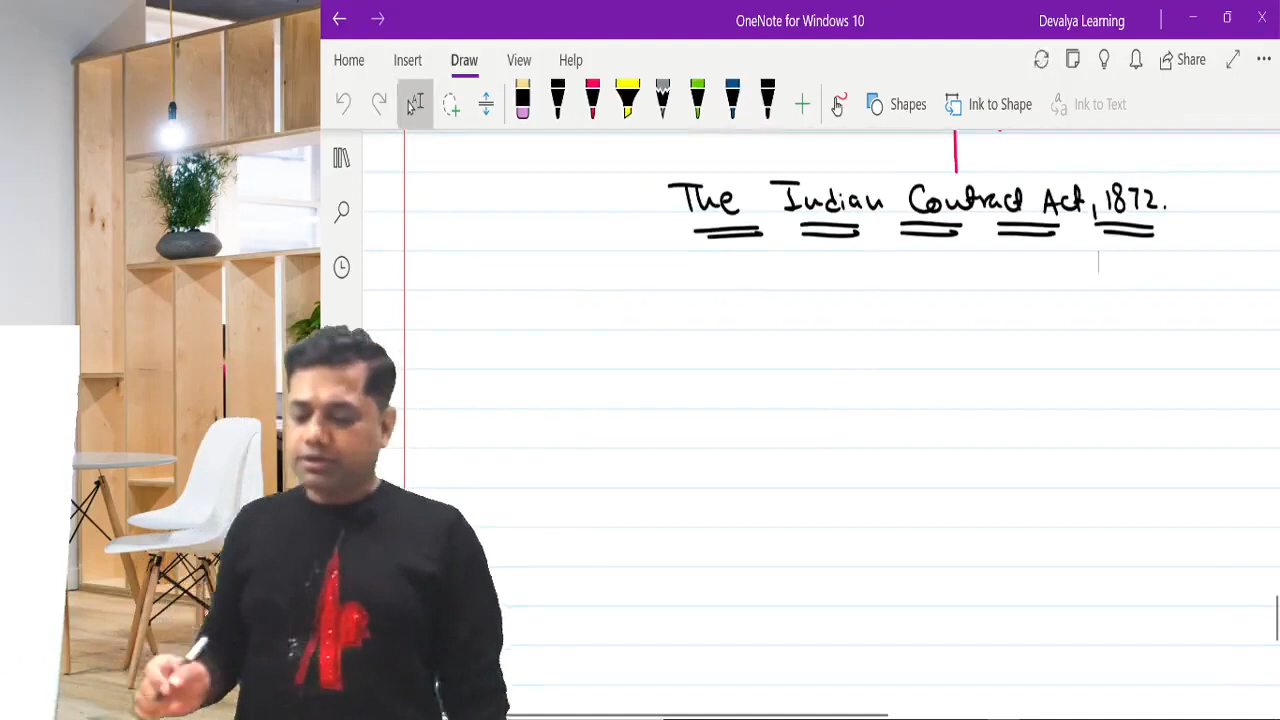 OneNote for Windows 10
Devalya Learning
Home Insert Draw View Help
Share
Shapes
Ink to Shape
Ink to Text
The Indian Contract Act, 1872.